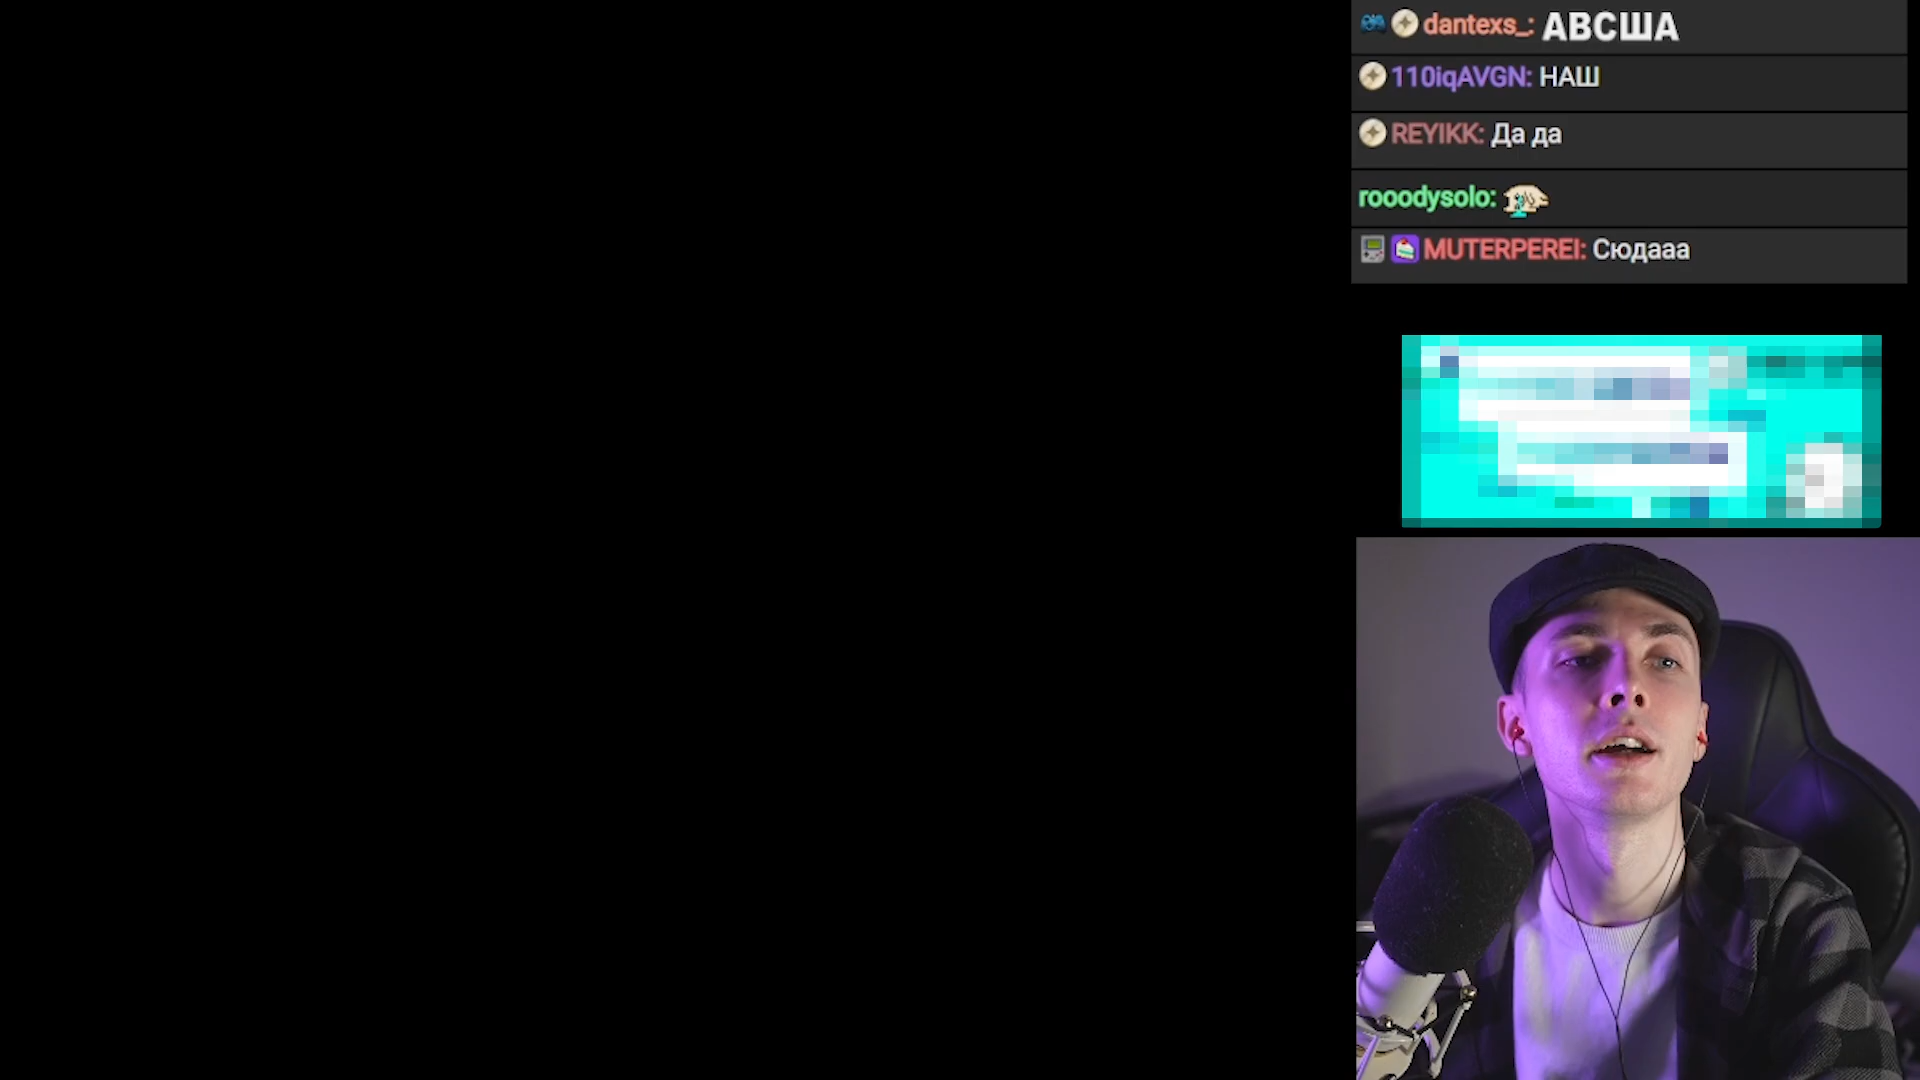 dantexs_: АВСША
110iqAVGN: НАШ
REYIKK: Да да
rooodysolo:
MUTERPEREI: Сюдааа